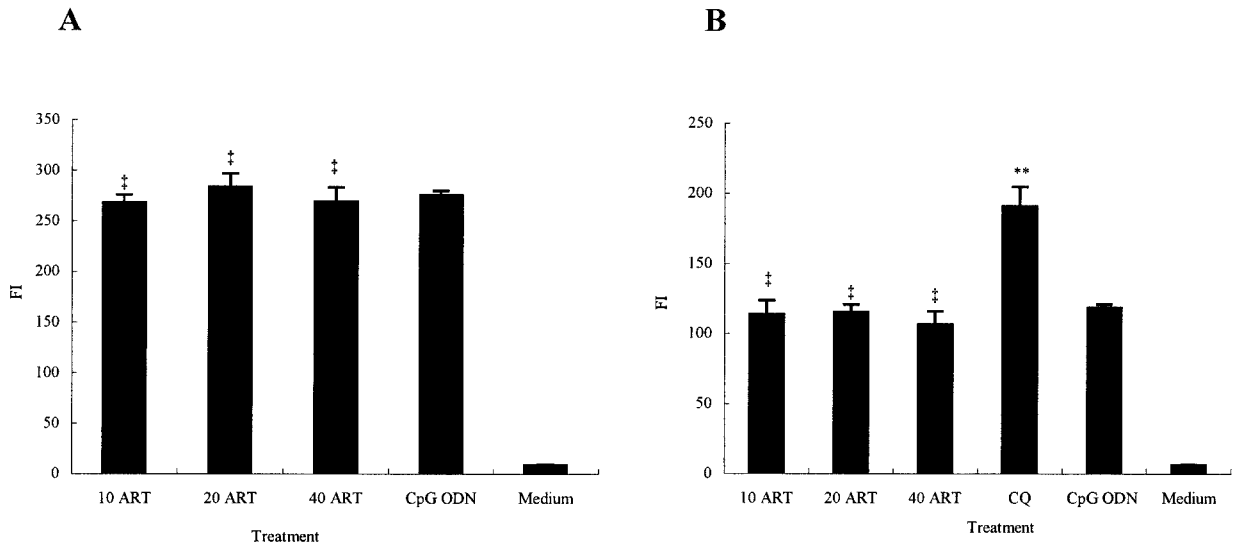 A
350
300
250
200
150
100
50
0
FI
‡
‡
‡
10 ART 20 ART 40 ART CpG ODN Medium
Treatment
B
250
200
150
100
50
0
FI
‡
‡
‡
**
10 ART 20 ART 40 ART CQ CpG ODN Medium
Treatment